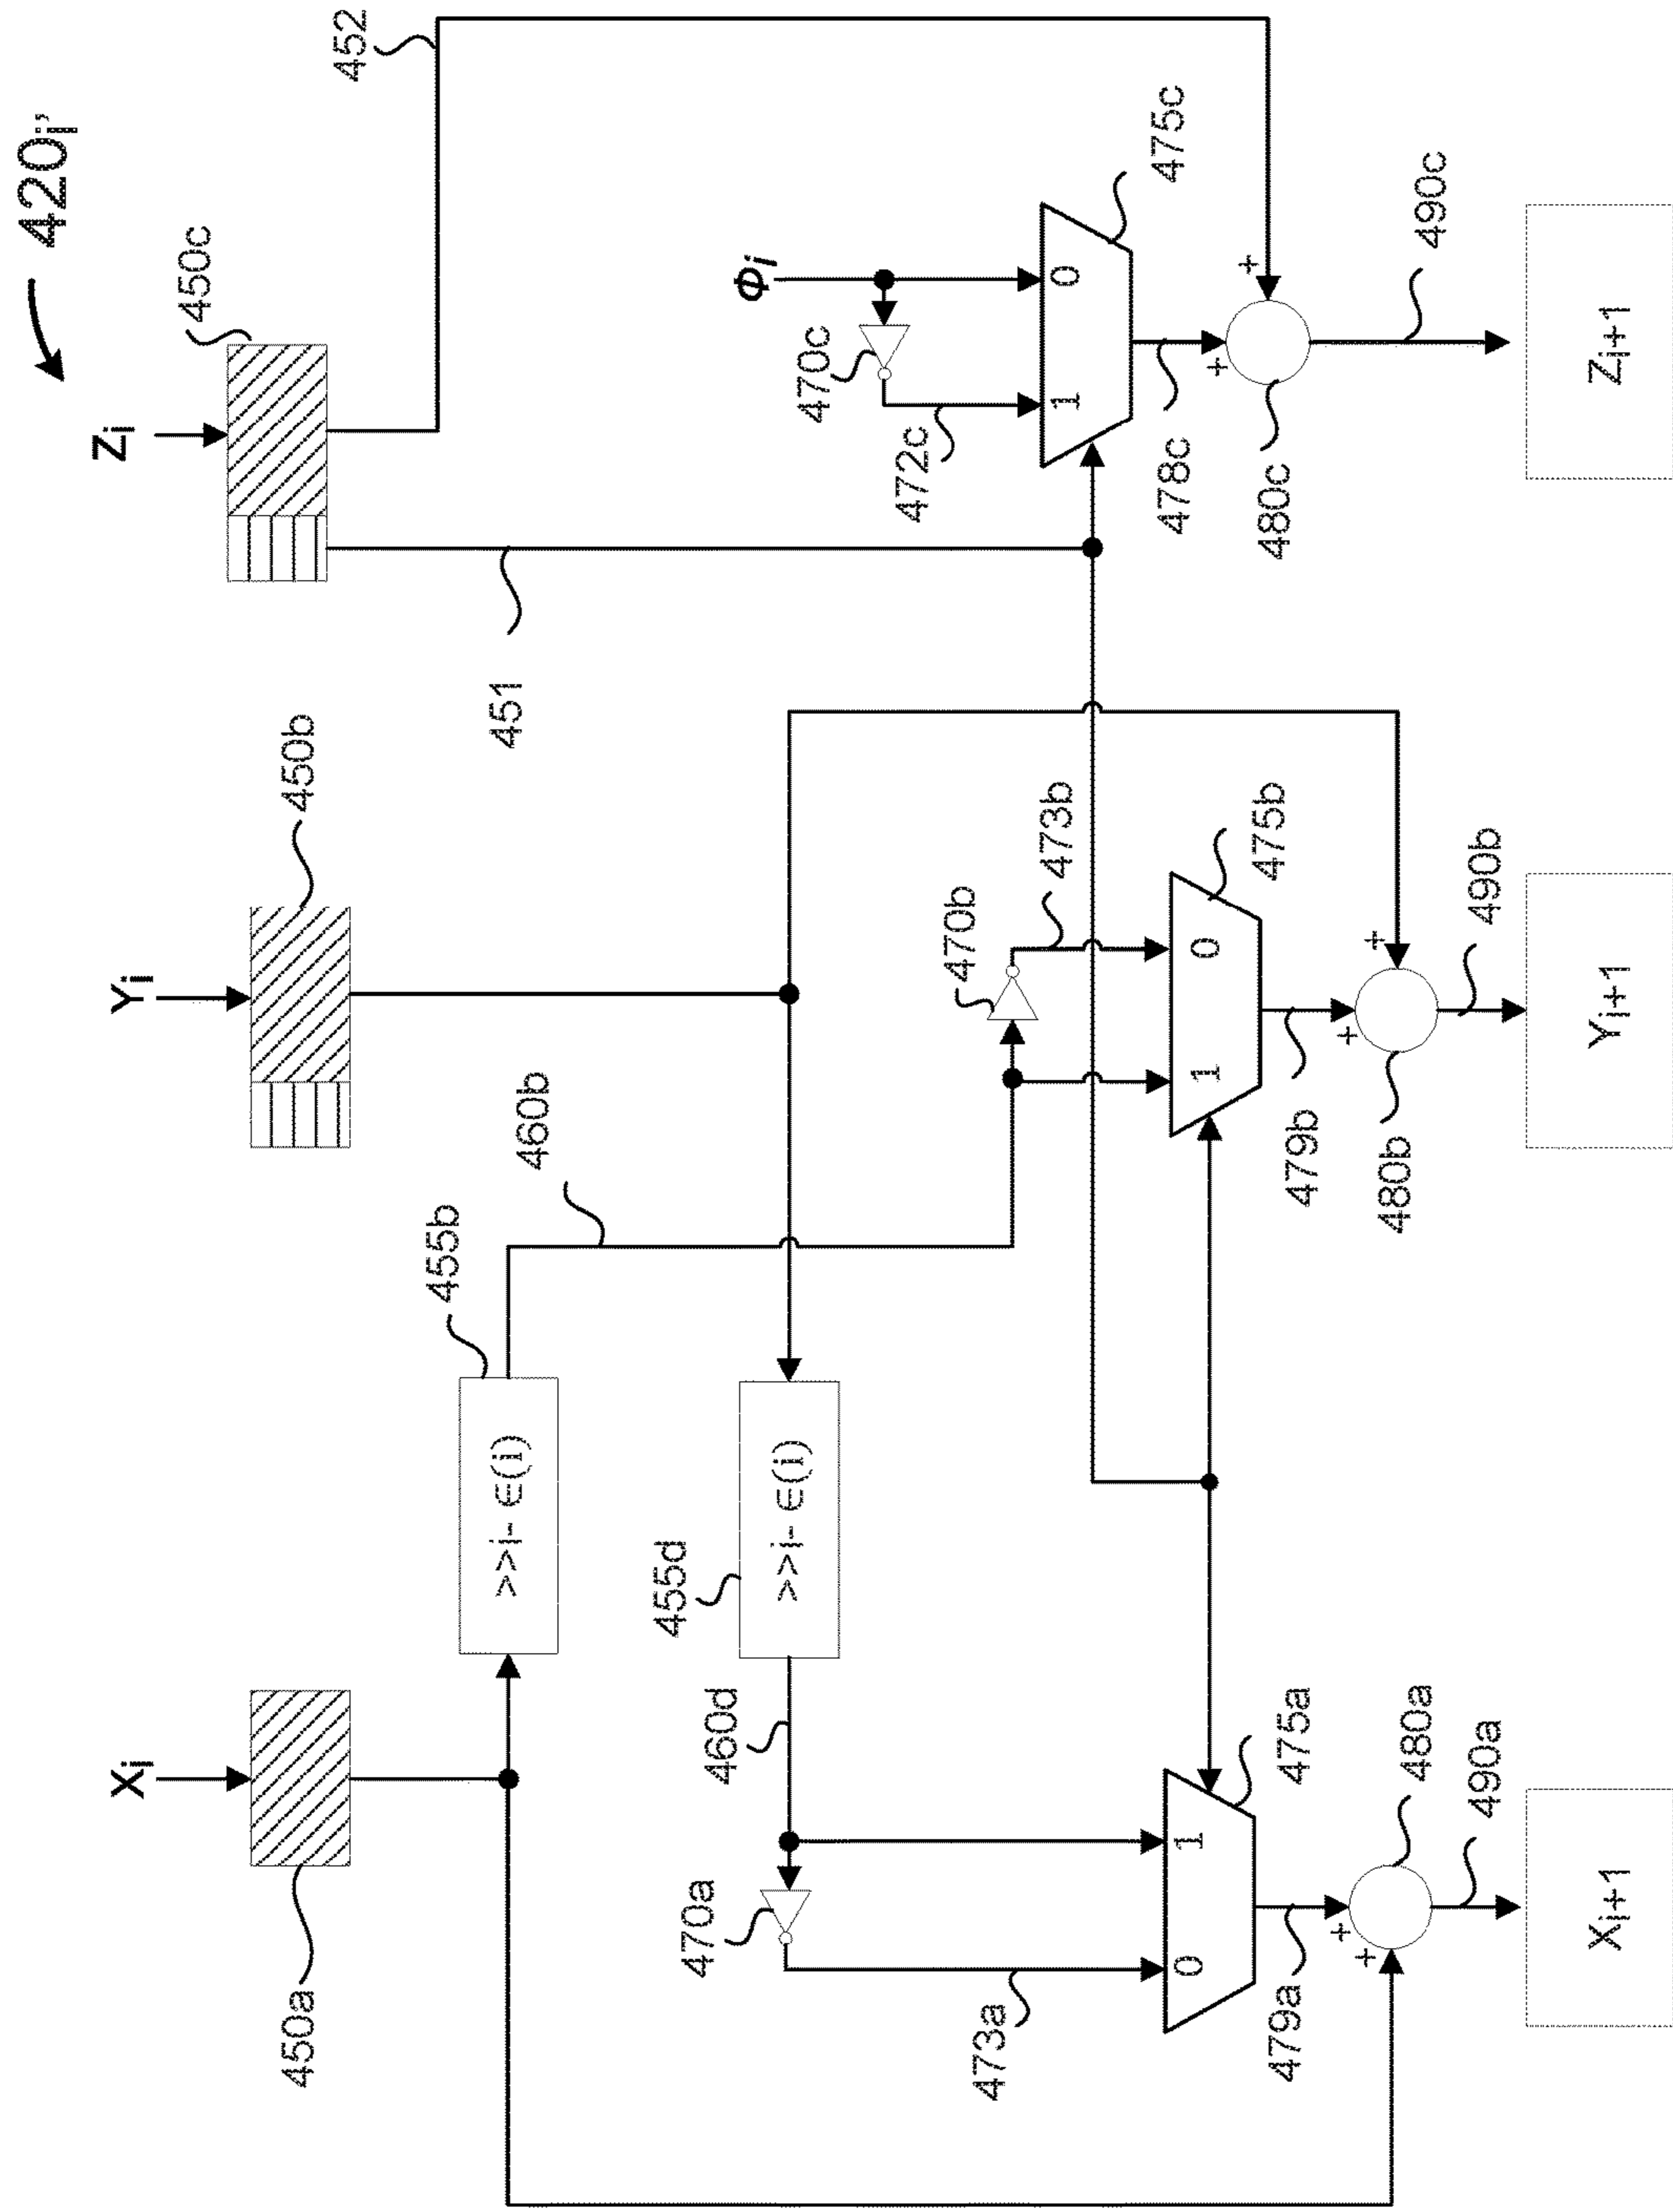 420i'
Xi
Yi
Zi
450a
450b
450c
452
455b
>>i- ∈(i)
460b
451
455d
>>i- ∈(i)
460d
470a
473a
470b
473b
Φi
470c
472c
1
0
475c
0
1
475a
1
0
475b
478c
+
+
480c
490c
479a
+
+
480a
490a
479b
+
+
480b
490b
Xi+1
Yi+1
Zi+1